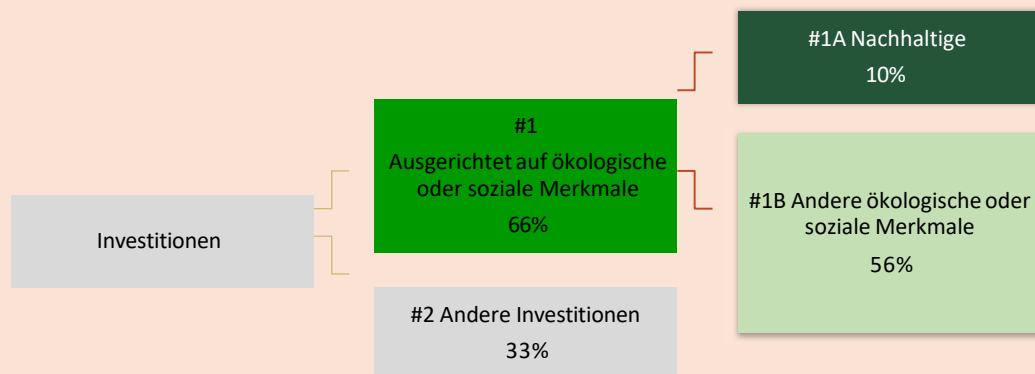 Investitionen
#1
Ausgerichtet auf ökologische
oder soziale Merkmale
66%
#2 Andere Investitionen
33%
#1A Nachhaltige
10%
#1B Andere ökologische oder
soziale Merkmale
56%